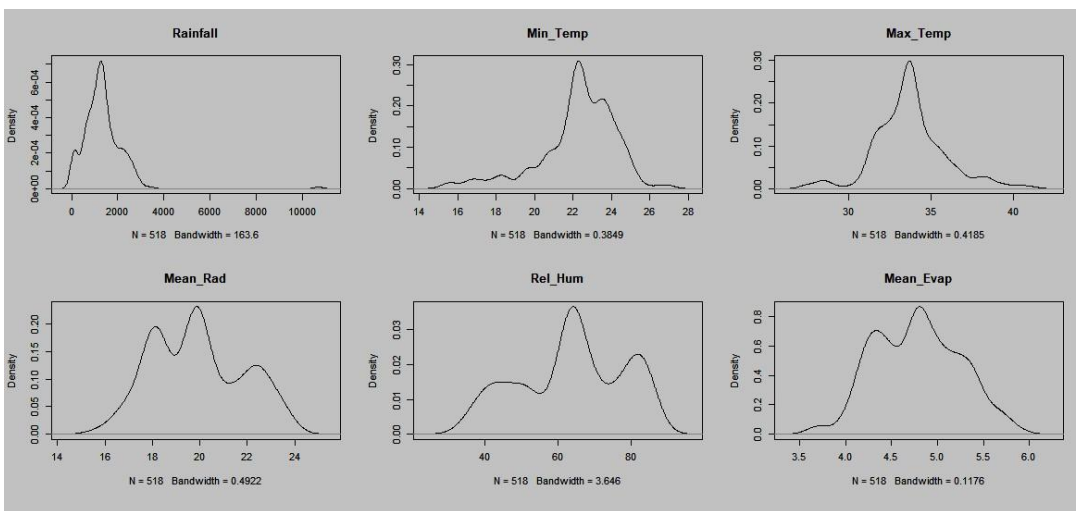 Rainfall
Density
0e+00 2e-04 4e-04 6e-04
0 2000 4000 6000 8000 10000
N = 518 Bandwidth = 163.6
Min_Temp
Density
0.00 0.10 0.20 0.30
14 16 18 20 22 24 26 28
N = 518 Bandwidth = 0.3849
Max_Temp
Density
0.00 0.10 0.20 0.30
30 35 40
N = 518 Bandwidth = 0.4185
Mean_Rad
Density
0.00 0.05 0.10 0.15 0.20
14 16 18 20 22 24
N = 518 Bandwidth = 0.4922
Rel_Hum
Density
0.00 0.01 0.02 0.03
40 60 80
N = 518 Bandwidth = 3.646
Mean_Evap
Density
0.0 0.2 0.4 0.6 0.8
3.5 4.0 4.5 5.0 5.5 6.0
N = 518 Bandwidth = 0.1176